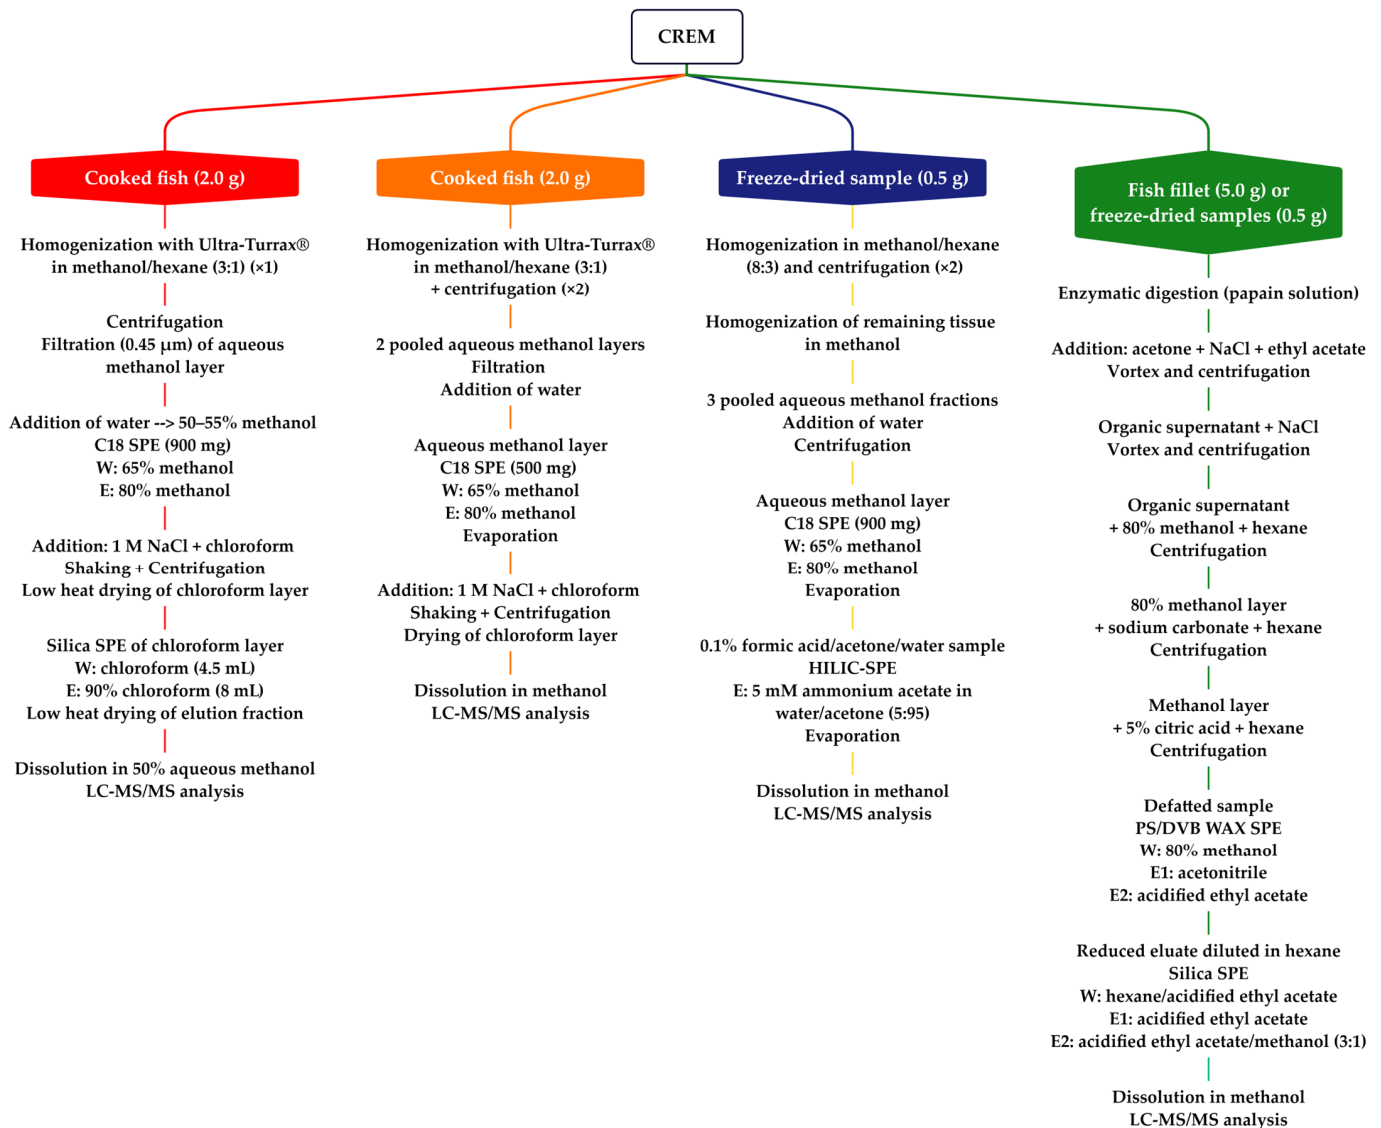 CREM
Cooked fish (2.0 g)
Homogenization with Ultra-Turrax®
in methanol/hexane (3:1) (×1)
Centrifugation
Filtration (0.45 µm) of aqueous
methanol layer
Addition of water --> 50–55% methanol
C18 SPE (900 mg)
W: 65% methanol
E: 80% methanol
Addition: 1 M NaCl + chloroform
Shaking + Centrifugation
Low heat drying of chloroform layer
Silica SPE of chloroform layer
W: chloroform (4.5 mL)
E: 90% chloroform (8 mL)
Low heat drying of elution fraction
Dissolution in 50% aqueous methanol
LC-MS/MS analysis
Cooked fish (2.0 g)
Homogenization with Ultra-Turrax®
in methanol/hexane (3:1)
+ centrifugation (×2)
2 pooled aqueous methanol layers
Filtration
Addition of water
Aqueous methanol layer
C18 SPE (500 mg)
W: 65% methanol
E: 80% methanol
Evaporation
Addition: 1 M NaCl + chloroform
Shaking + Centrifugation
Drying of chloroform layer
Dissolution in methanol
LC-MS/MS analysis
Freeze-dried sample (0.5 g)
Homogenization in methanol/hexane
(8:3) and centrifugation (×2)
Homogenization of remaining tissue
in methanol
3 pooled aqueous methanol fractions
Addition of water
Centrifugation
Aqueous methanol layer
C18 SPE (900 mg)
W: 65% methanol
E: 80% methanol
Evaporation
0.1% formic acid/acetone/water sample
HILIC-SPE
E: 5 mM ammonium acetate in
water/acetone (5:95)
Evaporation
Dissolution in methanol
LC-MS/MS analysis
Fish fillet (5.0 g) or
freeze-dried samples (0.5 g)
Enzymatic digestion (papain solution)
Addition: acetone + NaCl + ethyl acetate
Vortex and centrifugation
Organic supernatant + NaCl
Vortex and centrifugation
Organic supernatant
+ 80% methanol + hexane
Centrifugation
80% methanol layer
+ sodium carbonate + hexane
Centrifugation
Methanol layer
+ 5% citric acid + hexane
Centrifugation
Defatted sample
PS/DVB WAX SPE
W: 80% methanol
E1: acetonitrile
E2: acidified ethyl acetate
Reduced eluate diluted in hexane
Silica SPE
W: hexane/acidified ethyl acetate
E1: acidified ethyl acetate
E2: acidified ethyl acetate/methanol (3:1)
Dissolution in methanol
LC-MS/MS analysis